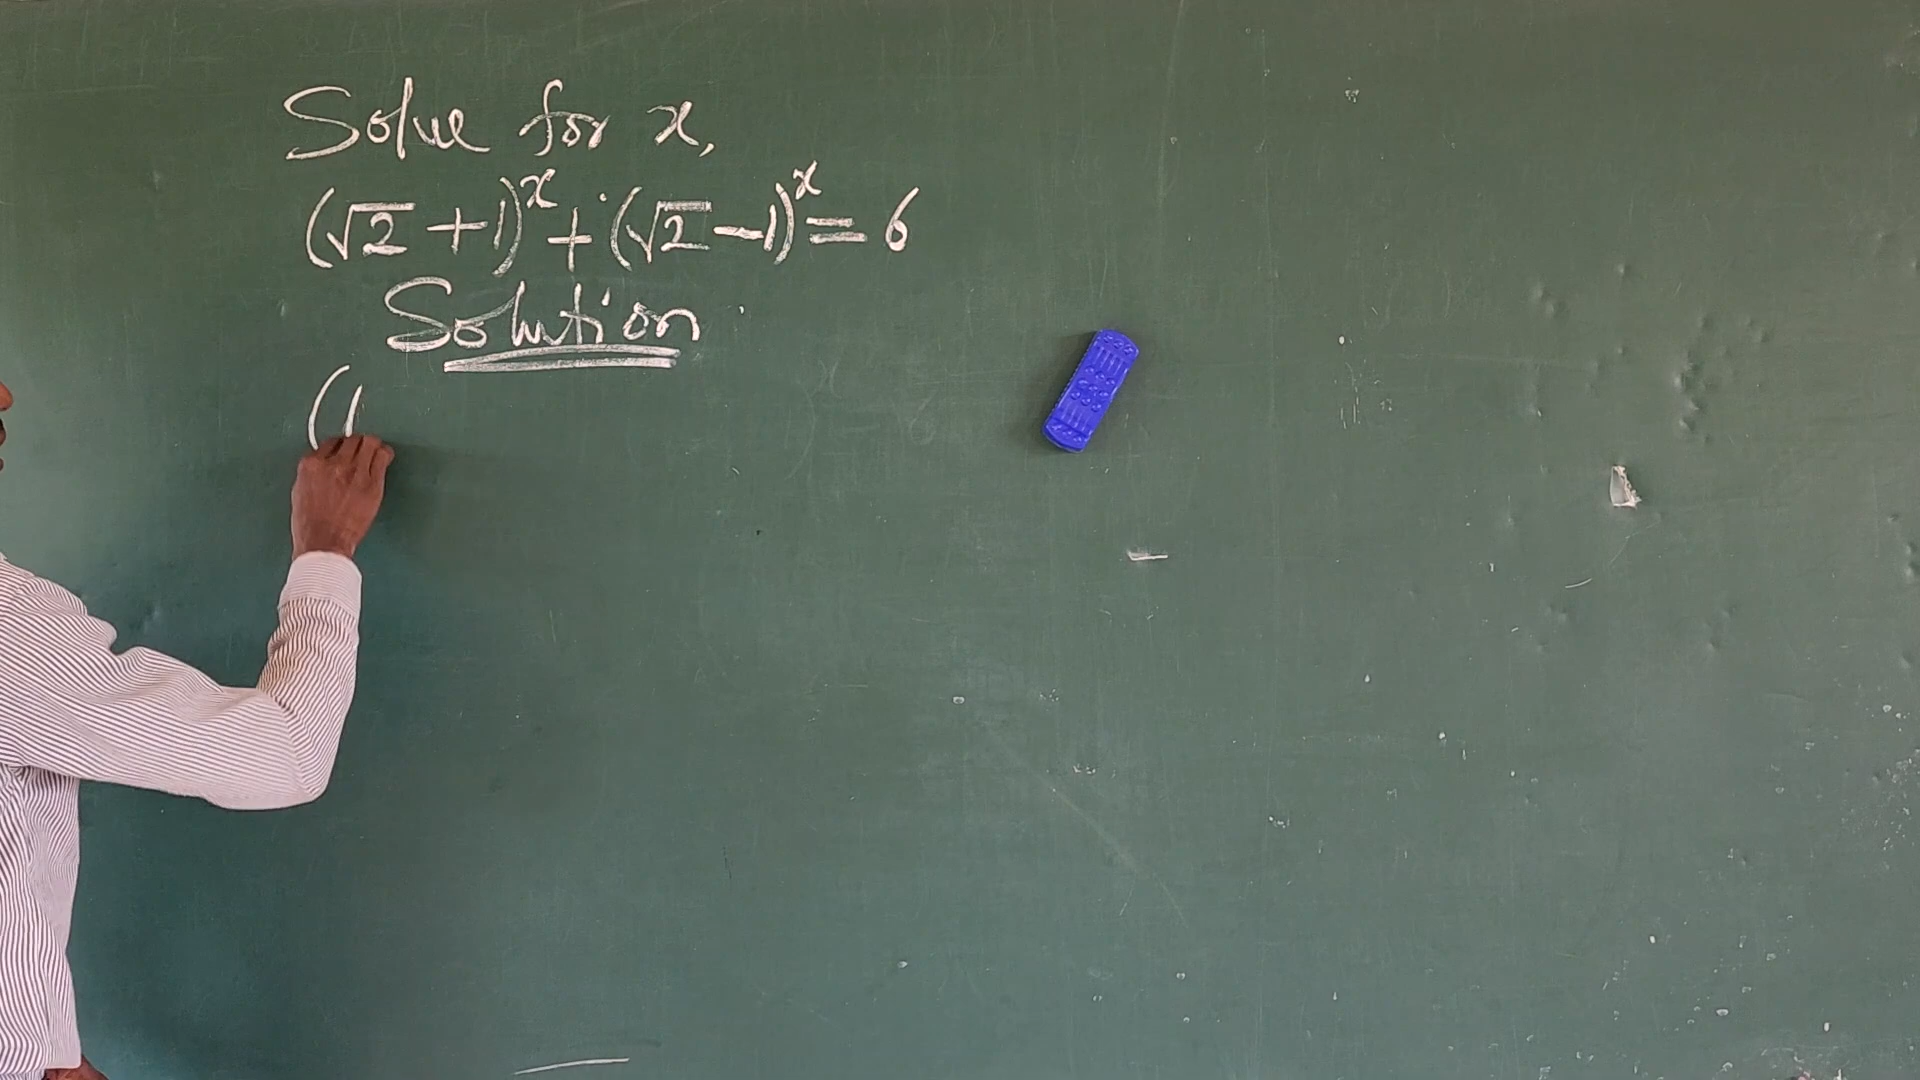 Solve for x,
(√2 + 1)^x + (√2 - 1)^x = 6
Solution
(